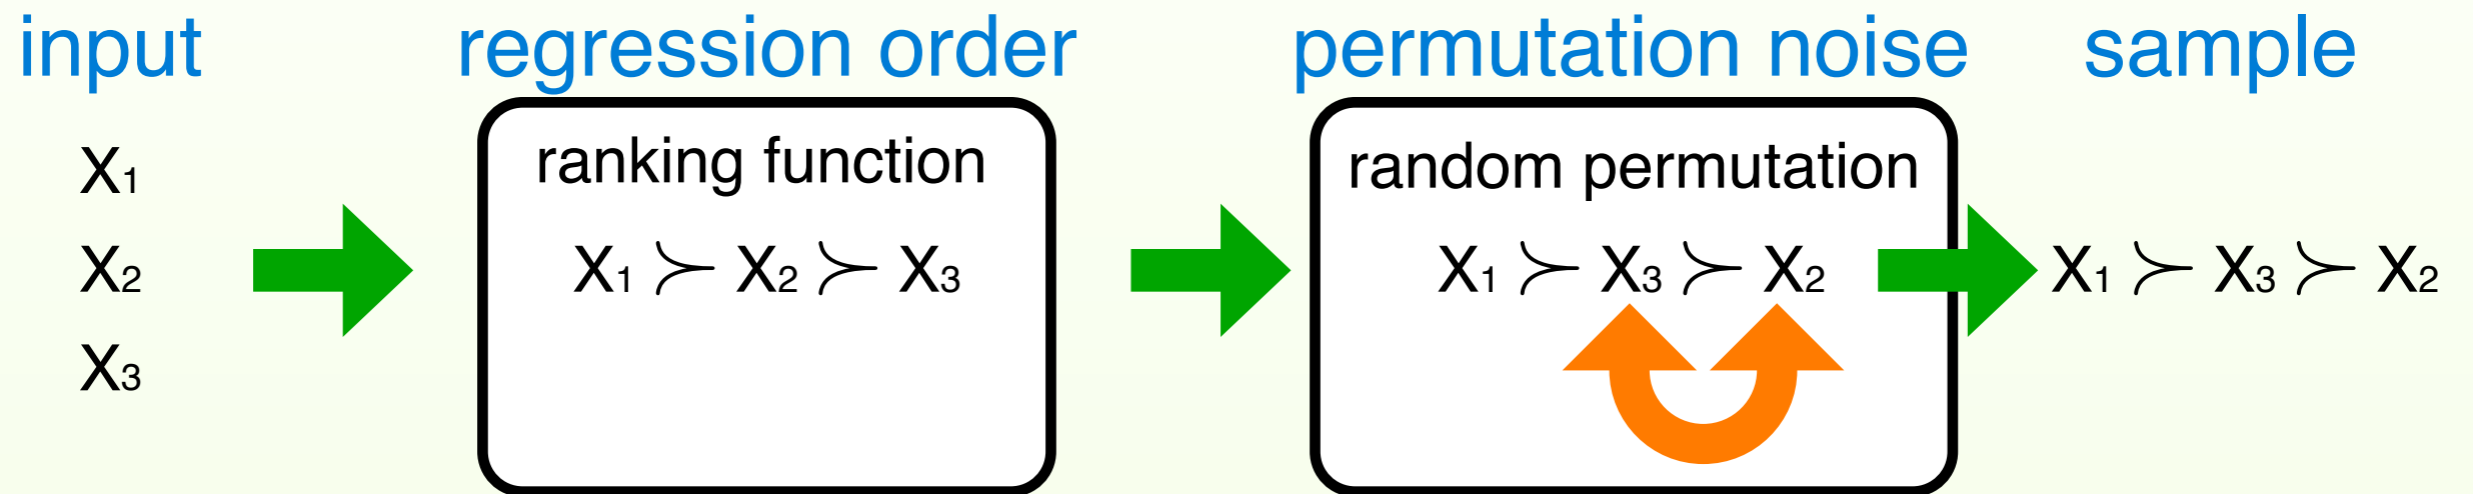 input
regression order
permutation noise
sample
x1
x2
x3
ranking function
x1 ≻ x2 ≻ x3
random permutation
x1 ≻ x3 ≻ x2
x1 ≻ x3 ≻ x2